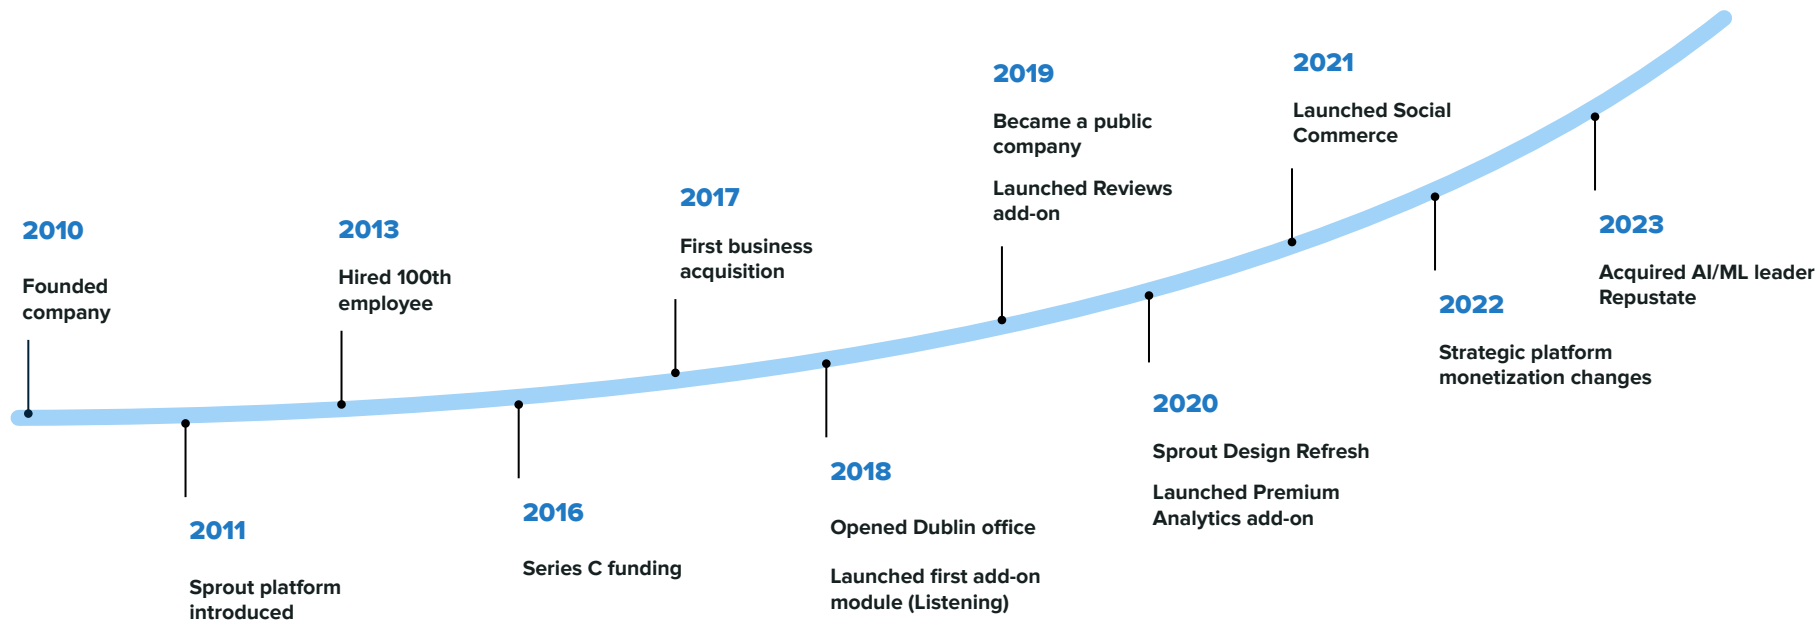 2010
Founded
company
2011
Sprout platform
introduced
2013
Hired 100th
employee
2016
Series C funding
2017
First business
acquisition
2018
Opened Dublin office
Launched first add-on
module (Listening)
2019
Became a public
company
Launched Reviews
add-on
2020
Sprout Design Refresh
Launched Premium
Analytics add-on
2021
Launched Social
Commerce
2022
Strategic platform
monetization changes
2023
Acquired AI/ML leader
Repustate